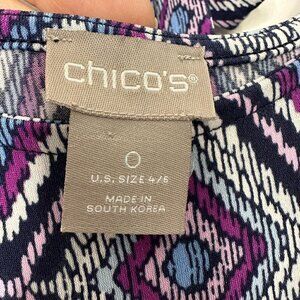 chico's®
0
U.S. SIZE 4/6
MADE IN
SOUTH KOREA